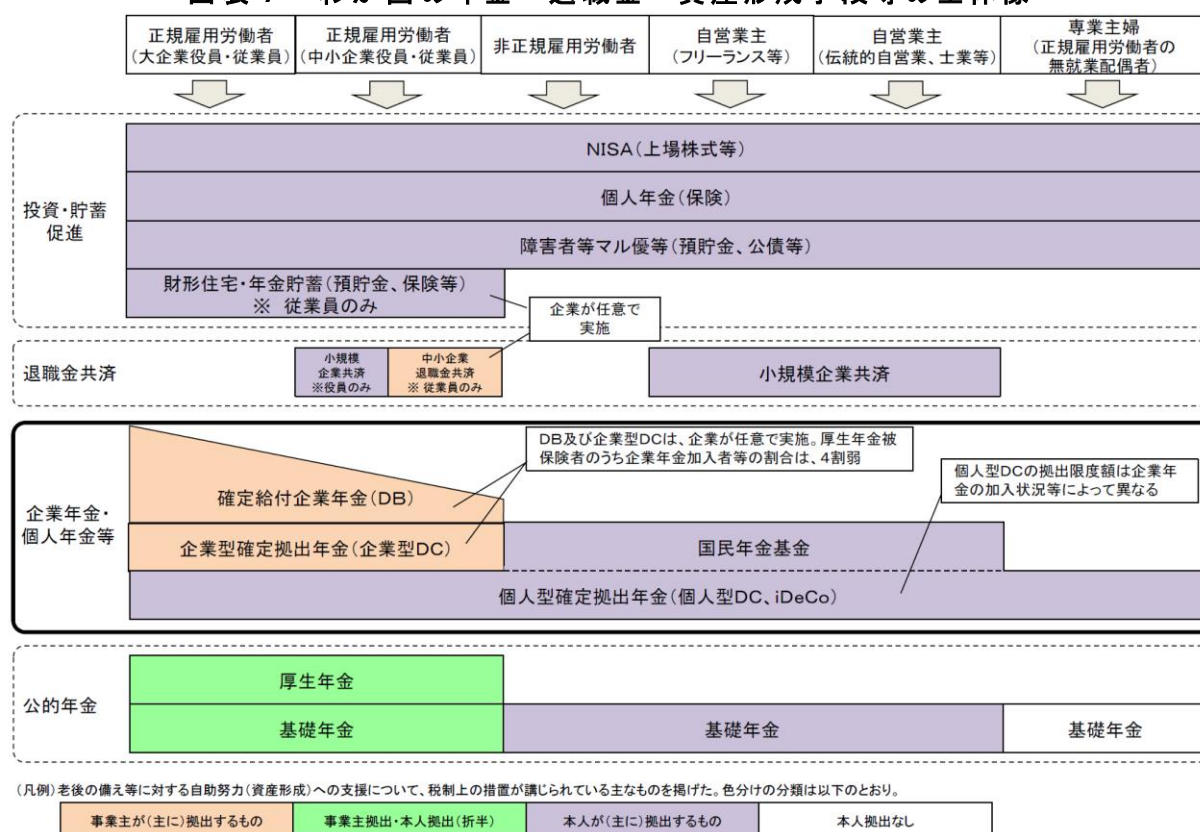 正規雇用労働者
(大企業役員・従業員)
正規雇用労働者
(中小企業役員・従業員)
非正規雇用労働者
自営業主
(フリーランス等)
自営業主
(伝統的自営業、士業等)
専業主婦
(正規雇用労働者の
無就業配偶者)
投資・貯蓄
促進
NISA(上場株式等)
個人年金(保険)
障害者等マル優等(預貯金、公債等)
財形住宅・年金貯蓄(預貯金、保険等)
※ 従業員のみ
企業が任意で
実施
退職金共済
小規模
企業共済
※役員のみ
中小企業
退職金共済
※ 従業員のみ
小規模企業共済
企業年金・
個人年金等
確定給付企業年金(DB)
DB及び企業型DCは、企業が任意で実施。厚生年金被
保険者のうち企業年金加入者等の割合は、4割弱
個人型DCの拠出限度額は企業年
金の加入状況等によって異なる
企業型確定拠出年金(企業型DC)
国民年金基金
個人型確定拠出年金(個人型DC、iDeCo)
公的年金
厚生年金
基礎年金
基礎年金
基礎年金
(凡例)老後の備え等に対する自助努力(資産形成)への支援について、税制上の措置が講じられている主なものを掲げた。色分けの分類は以下のとおり。
事業主が(主に)拠出するもの
事業主拠出・本人拠出(折半)
本人が(主に)拠出するもの
本人拠出なし